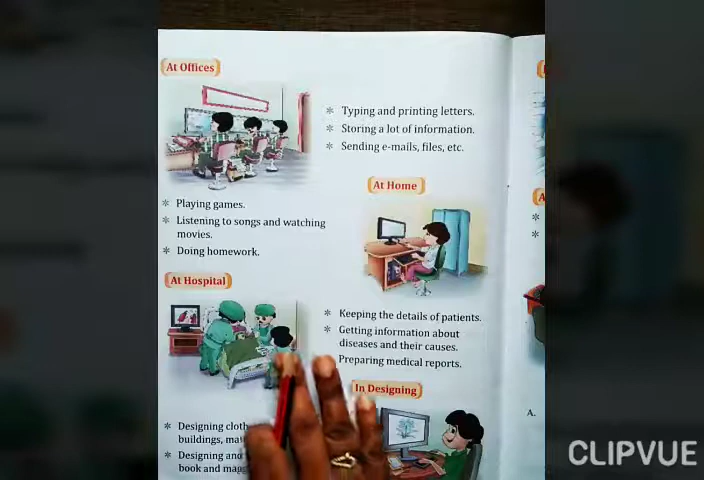 At Offices
* Typing and printing letters.
* Storing a lot of information.
* Sending e-mails, files, etc.
At Home
* Playing games.
* Listening to songs and watching
movies.
* Doing homework.
At Hospital
* Keeping the details of patients.
* Getting information about
diseases and their causes.
Preparing medical reports.
In Designing
* Designing
buildings,
* Designing and
book and
A.
CLIPVUE